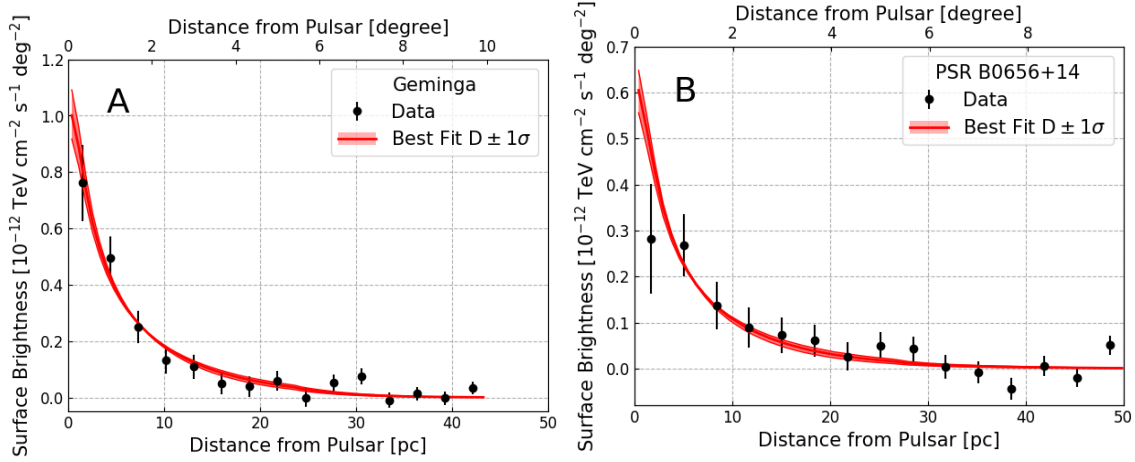 Distance from Pulsar [degree]
0 2 4 6 8 10
Surface Brightness [10⁻¹² TeV cm⁻² s⁻¹ deg⁻²]
1.2
1.0
0.8
0.6
0.4
0.2
0.0
A
Geminga
Data
Best Fit D ± 1σ
0 10 20 30 40 50
Distance from Pulsar [pc]
Distance from Pulsar [degree]
0 2 4 6 8
Surface Brightness [10⁻¹² TeV cm⁻² s⁻¹ deg⁻²]
0.7
0.6
0.5
0.4
0.3
0.2
0.1
0.0
B
PSR B0656+14
Data
Best Fit D ± 1σ
0 10 20 30 40 50
Distance from Pulsar [pc]